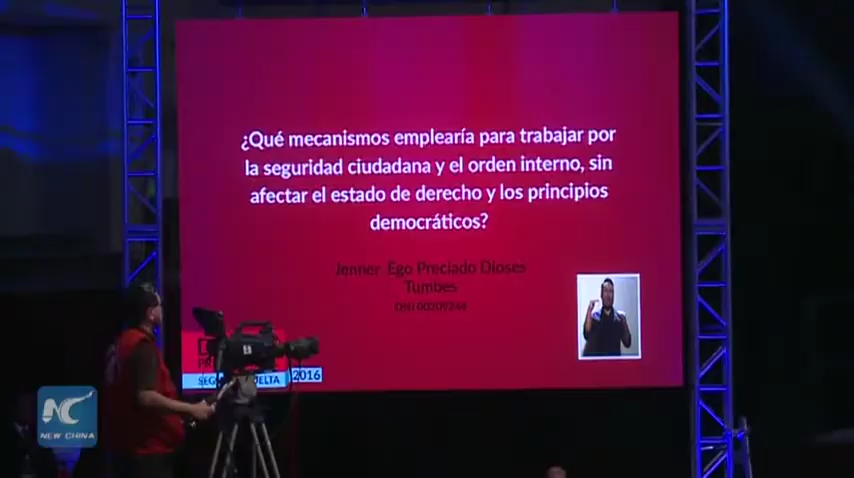 ¿Qué mecanismos emplearía para trabajar por
la seguridad ciudadana y el orden interno, sin
afectar el estado de derecho y los principios
democráticos?
Jenner Ego Preciado Dioses
Tumbes
2016
NEW CHINA